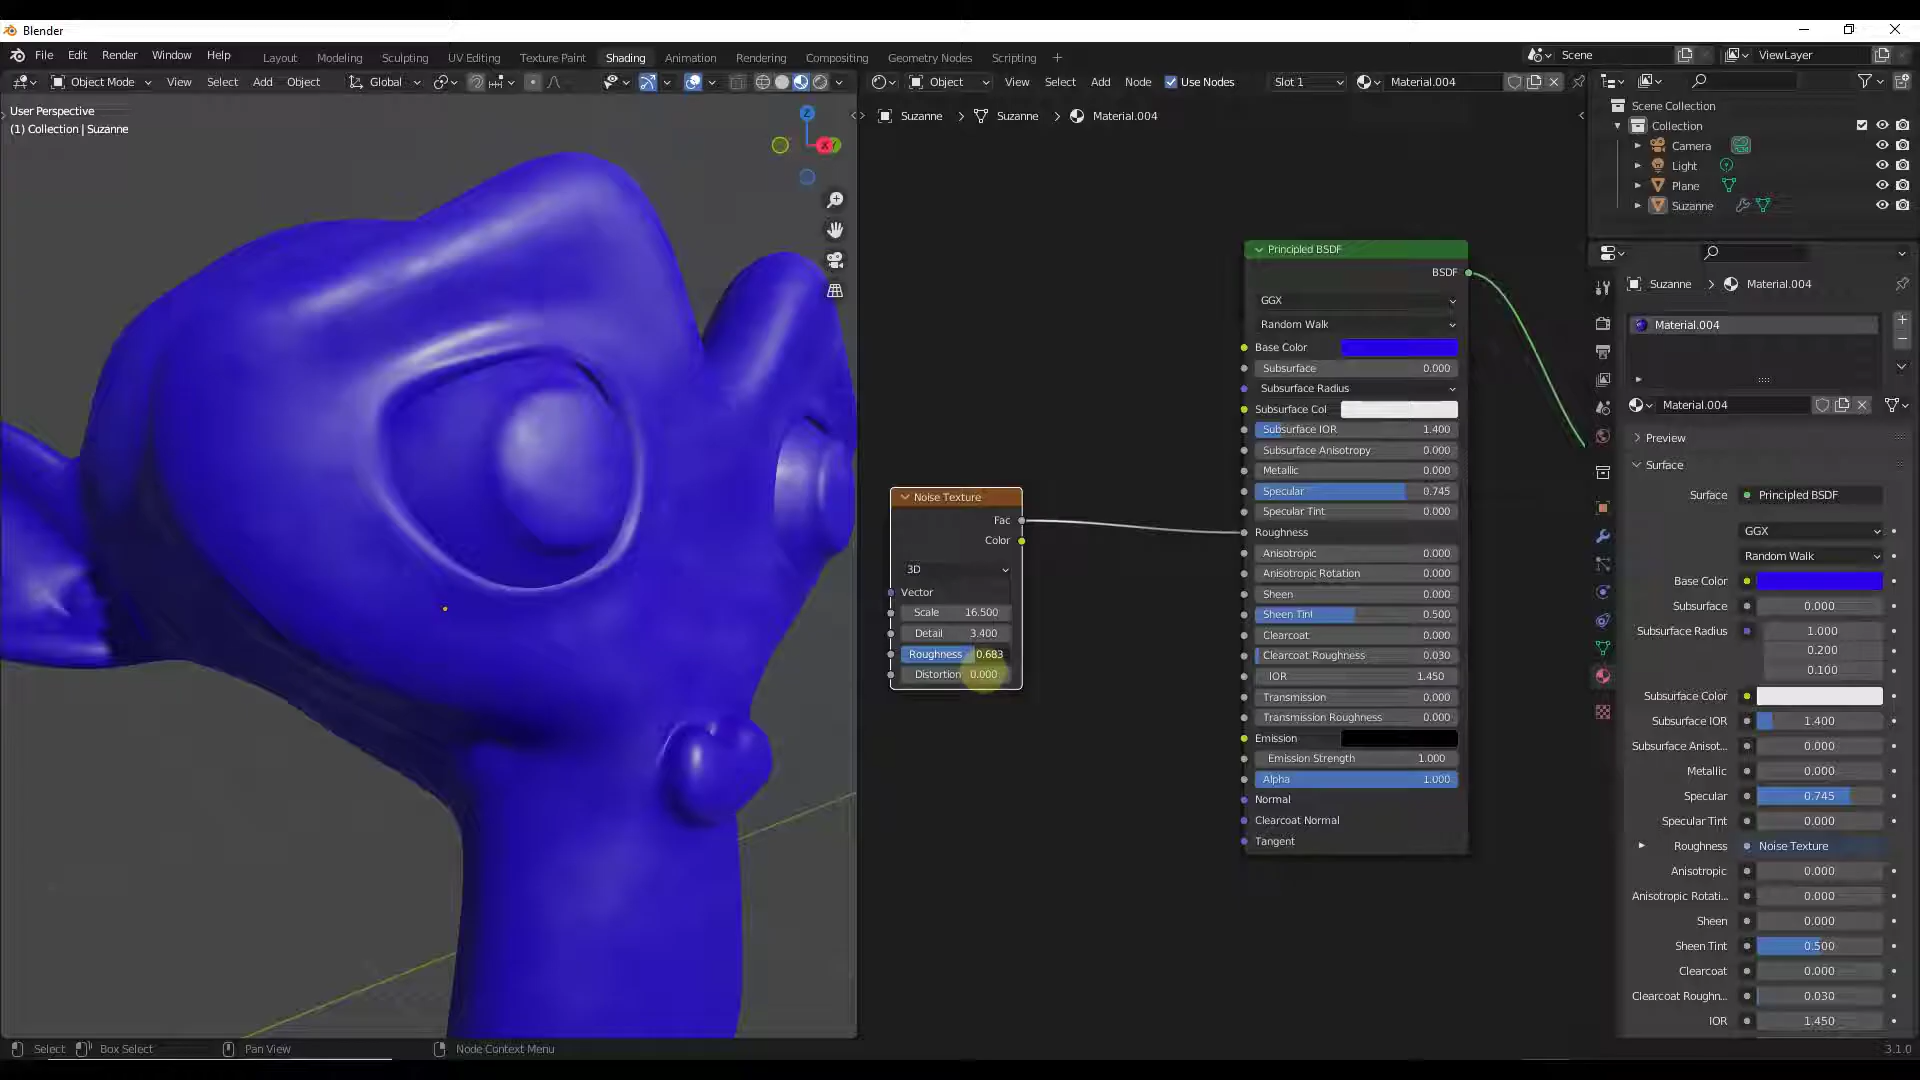 Blender
File Edit Render Window Help
Layout Modeling Sculpting UV Editing Texture Paint Shading Animation Rendering Compositing Geometry Nodes Scripting +
Scene
ViewLayer
Object Mode View Select Add Object Global
Object View Select Add Node Use Nodes Slot 1 Material.004
User Perspective
(1) Collection | Suzanne
Z
X
Y
Suzanne > Suzanne > Material.004
Scene Collection
Collection
Camera
Light
Plane
Suzanne
Noise Texture
Fac
Color
3D
Vector
Scale 16.500
Detail 3.400
Roughness 0.683
Distortion 0.000
Principled BSDF
BSDF
GGX
Random Walk
Base Color
Subsurface 0.000
Subsurface Radius
Subsurface Col
Subsurface IOR 1.400
Subsurface Anisotropy 0.000
Metallic 0.000
Specular 0.745
Specular Tint 0.000
Roughness
Anisotropic 0.000
Anisotropic Rotation 0.000
Sheen 0.000
Sheen Tint 0.500
Clearcoat 0.000
Clearcoat Roughness 0.030
IOR 1.450
Transmission 0.000
Transmission Roughness 0.000
Emission
Emission Strength 1.000
Alpha 1.000
Normal
Clearcoat Normal
Tangent
Suzanne > Material.004
Material.004
Material.004
Preview
Surface
Surface Principled BSDF
GGX
Random Walk
Base Color
Subsurface 0.000
Subsurface Radius 1.000
0.200
0.100
Subsurface Color
Subsurface IOR 1.400
Subsurface Anisot... 0.000
Metallic 0.000
Specular 0.745
Specular Tint 0.000
Roughness Noise Texture
Anisotropic 0.000
Anisotropic Rotati... 0.000
Sheen 0.000
Sheen Tint 0.500
Clearcoat 0.000
Clearcoat Roughn... 0.030
IOR 1.450
Select Box Select Pan View Node Context Menu
3.1.0